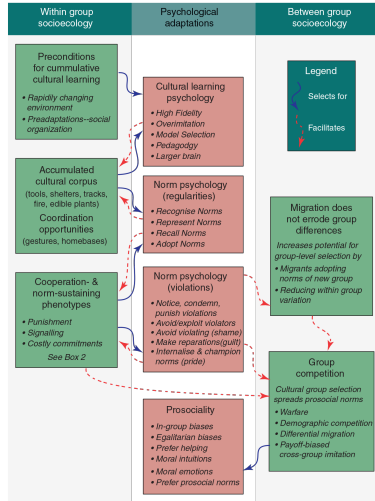 Within group
socioecology
Psychological
adaptations
Between group
socioecology
Preconditions
for cummulative
cultural learning
• Rapidly changing
environment
• Preadaptations--social
organization
Cultural learning
psychology
• High Fidelity
• Overimitation
• Model Selection
• Pedagodgy
• Larger brain
Legend
Selects for
Facilitates
Accumulated
cultural corpus
(tools, shelters, tracks,
fire, edible plants)
Coordination
opportunities
(gestures, homebases)
Norm psychology
(regularities)
• Recognise Norms
• Represent Norms
• Recall Norms
• Adopt Norms
Migration does
not errode group
differences
Increases potential for
group-level selection by
• Migrants adopting
norms of new group
• Reducing within group
variation
Cooperation- &
norm-sustaining
phenotypes
• Punishment
• Signalling
• Costly commitments
See Box 2
Norm psychology
(violations)
• Notice, condemn,
punish violations
• Avoid/exploit violators
• Avoid violating (shame)
• Make reparations(guilt)
• Internalise & champion
norms (pride)
Group
competition
Cultural group selection
spreads prosocial norms
• Warfare
• Demographic competition
• Differential migration
• Payoff-biased
cross-group imitation
Prosociality
• In-group biases
• Egalitarian biases
• Prefer helping
• Moral intuitions
• Moral emotions
• Prefer prosocial norms